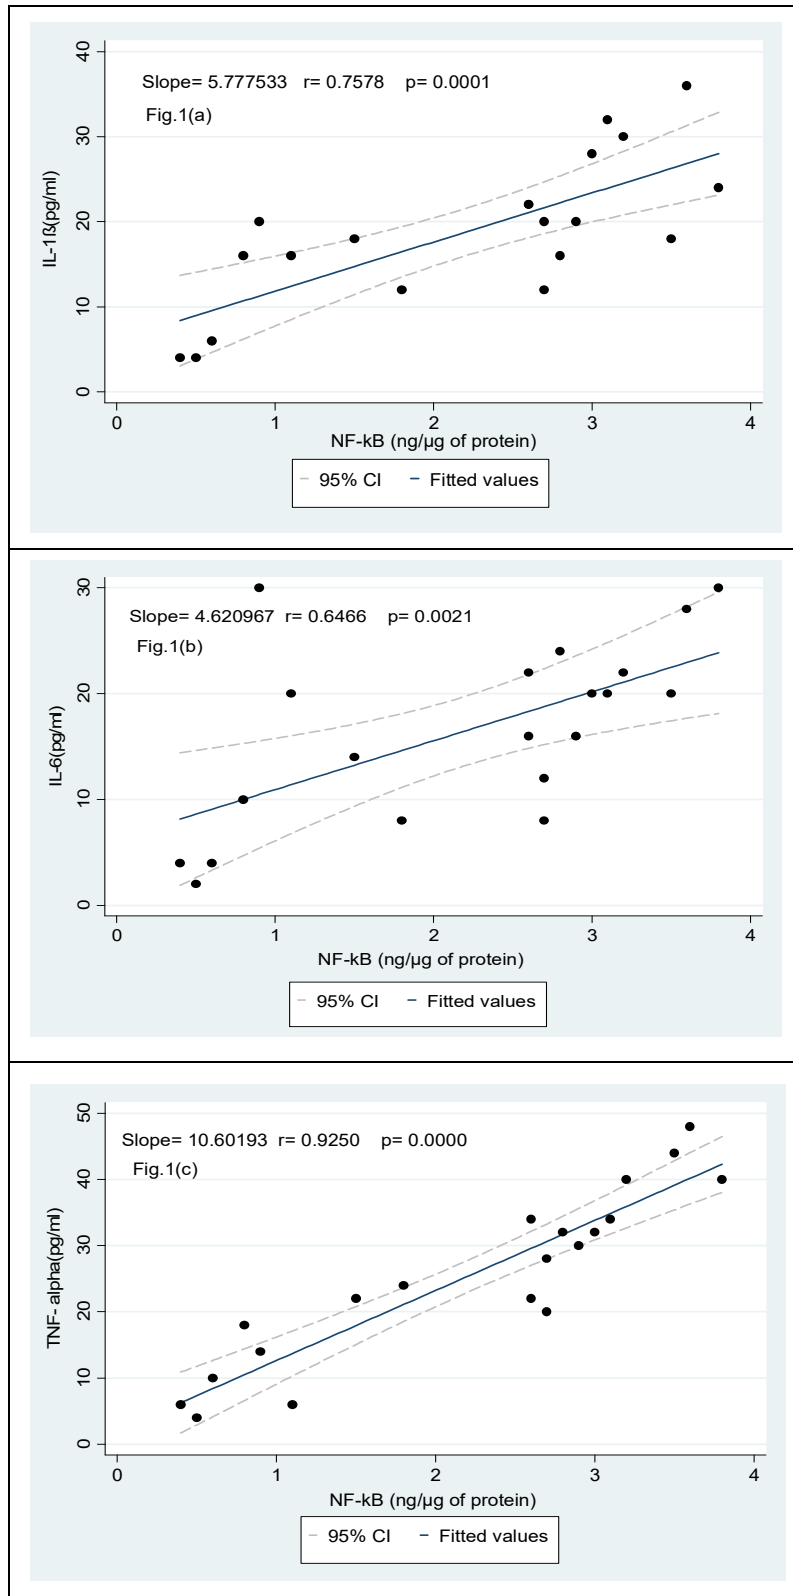 40
30
20
10
0
IL-1ß(pg/ml)
Slope= 5.777533 r= 0.7578 p= 0.0001
Fig.1(a)
0 1 2 3 4
NF-kB (ng/µg of protein)
95% CI Fitted values
30
20
10
0
IL-6(pg/ml)
Slope= 4.620967 r= 0.6466 p= 0.0021
Fig.1(b)
0 1 2 3 4
NF-kB (ng/µg of protein)
95% CI Fitted values
50
40
30
20
10
0
TNF- alpha(pg/ml)
Slope= 10.60193 r= 0.9250 p= 0.0000
Fig.1(c)
0 1 2 3 4
NF-kB (ng/µg of protein)
95% CI Fitted values